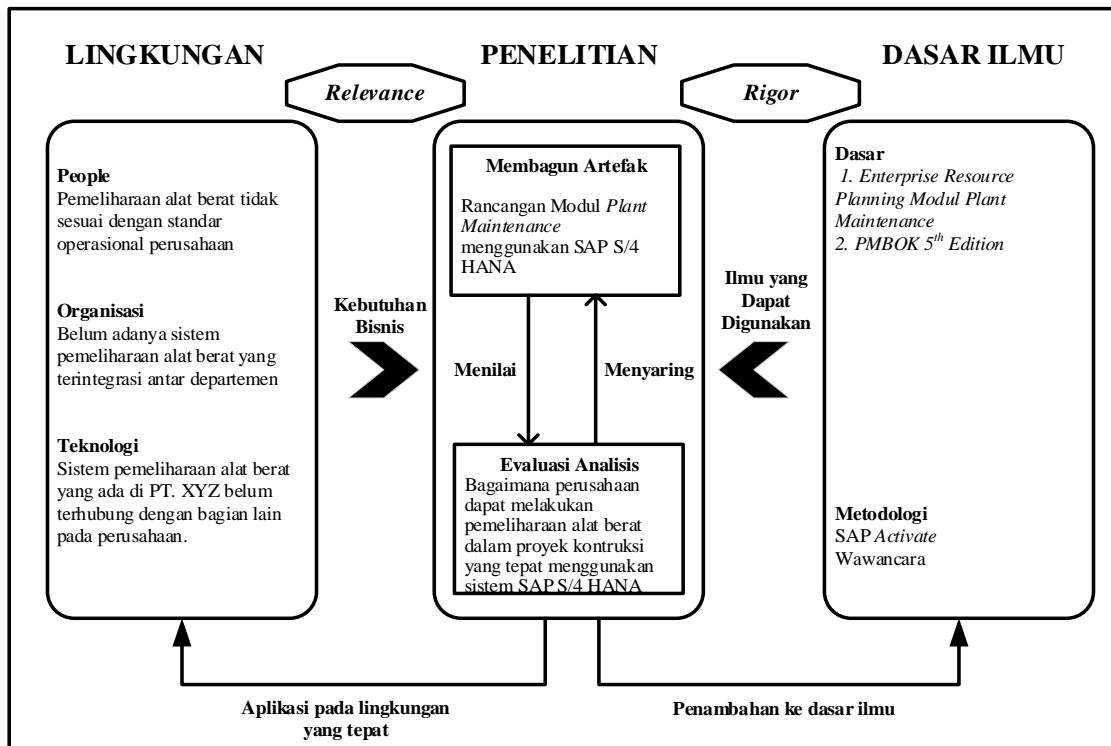 LINGKUNGAN
PENELITIAN
DASAR ILMU
Relevance
Rigor
People
Pemeliharaan alat berat tidak
sesuai dengan standar
operasional perusahaan
Organisasi
Belum adanya sistem
pemeliharaan alat berat yang
terintegrasi antar departemen
Teknologi
Sistem pemeliharaan alat berat
yang ada di PT. XYZ belum
terhubung dengan bagian lain
pada perusahaan.
Kebutuhan
Bisnis
Membagun Artefak
Rancangan Modul Plant
Maintenance
menggunakan SAP S/4
HANA
Menilai
Menyaring
Evaluasi Analisis
Bagaimana perusahaan
dapat melakukan
pemeliharaan alat berat
dalam proyek kontruksi
yang tepat menggunakan
sistem SAP S/4 HANA
Ilmu yang
Dapat
Digunakan
Dasar
1. Enterprise Resource
Planning Modul Plant
Maintenance
2. PMBOK 5th Edition
Metodologi
SAP Activate
Wawancara
Aplikasi pada lingkungan
yang tepat
Penambahan ke dasar ilmu